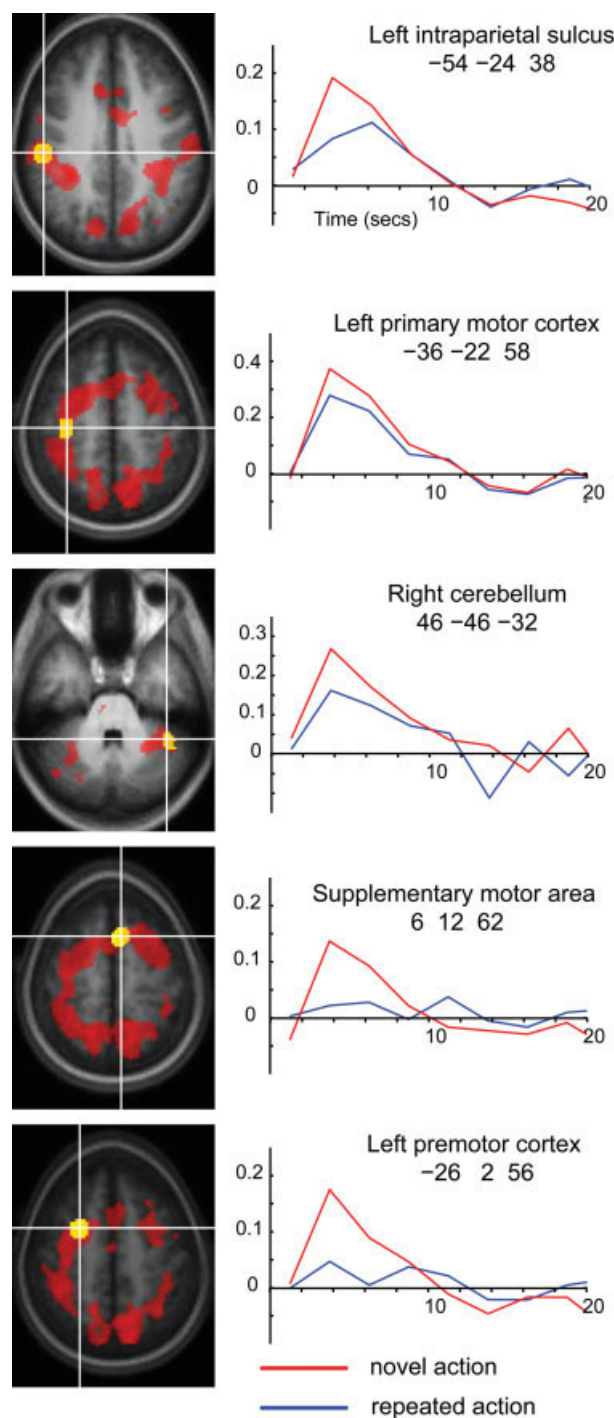 Left intraparietal sulcus
−54 −24 38
0.2
0.1
0
Time (secs)
10
20
Left primary motor cortex
−36 −22 58
0.4
0.2
0
10
20
Right cerebellum
46 −46 −32
0.3
0.2
0.1
0
10
20
Supplementary motor area
6 12 62
0.2
0.1
0
10
20
Left premotor cortex
−26 2 56
0.2
0.1
0
10
20
novel action
repeated action